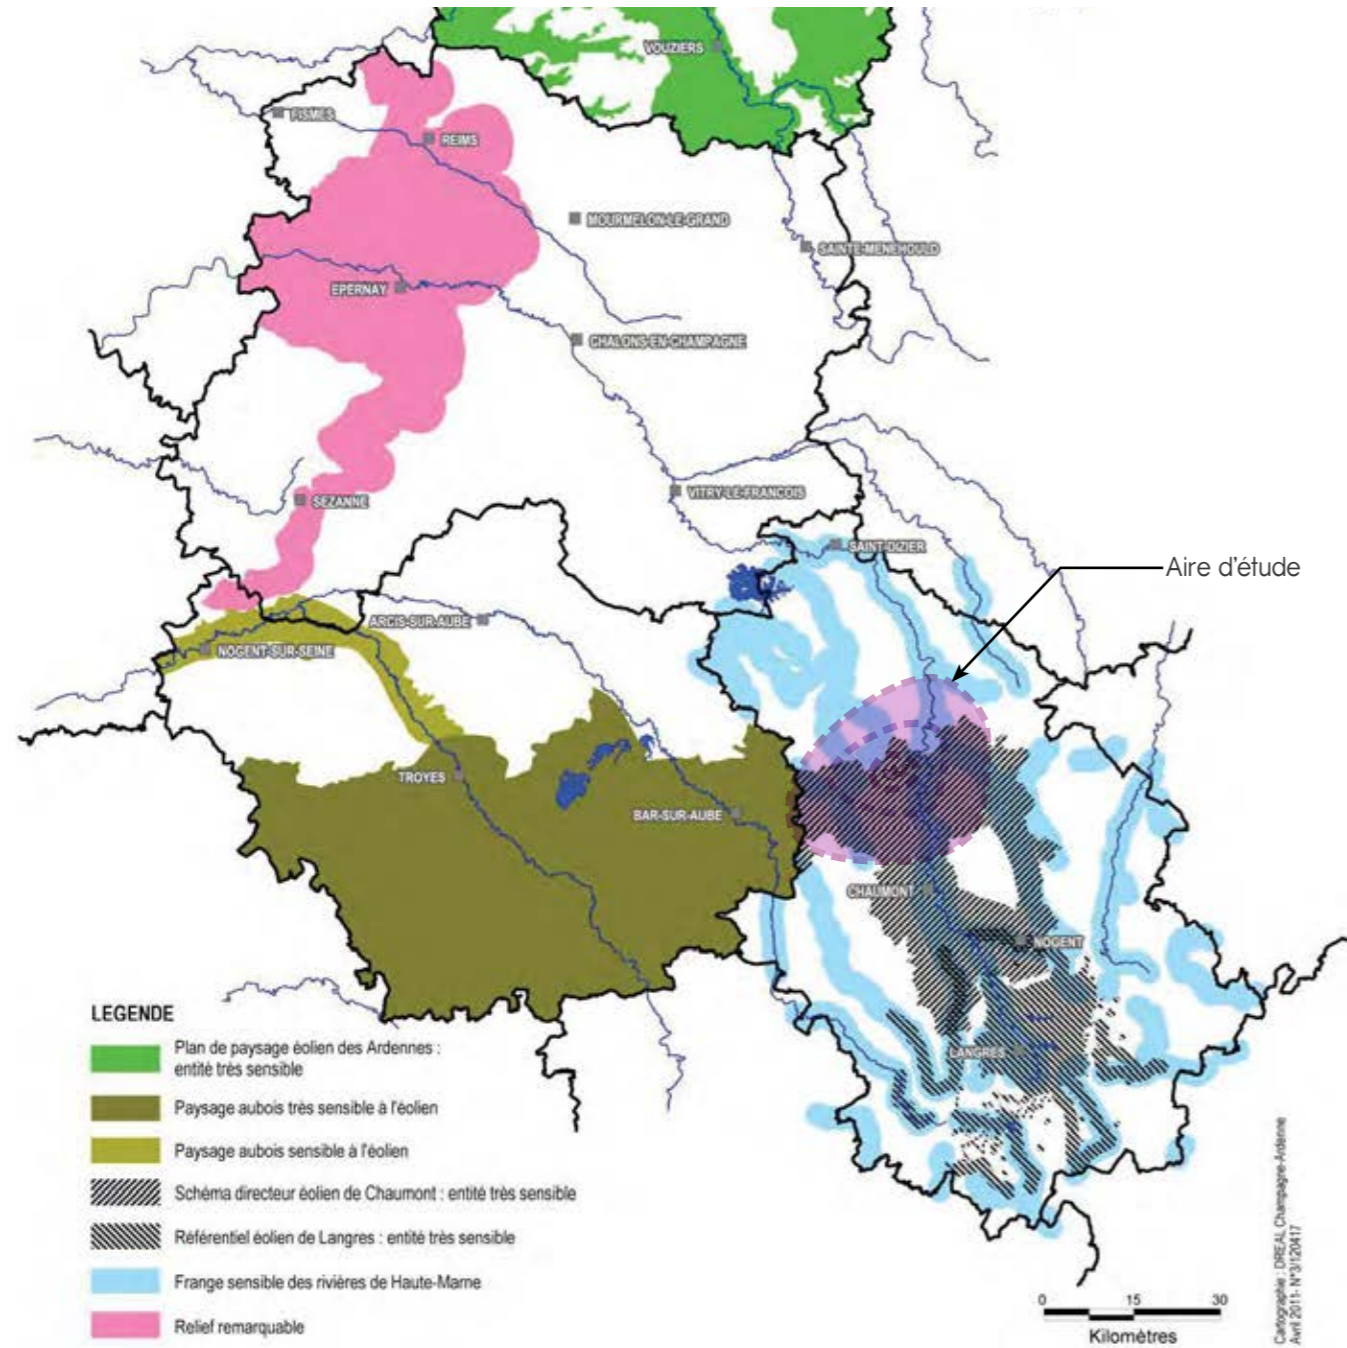 VOUZIERS
FISMES
REIMS
MOURMELON-LE-GRAND
SAINTE-MENEHOULD
EPERNAY
CHALONS-EN-CHAMPAGNE
VITRY-LE-FRANCOIS
SEZANNE
SAINT-DIZIER
Aire d'étude
ARCIS-SUR-AUBE
NOGENT-SUR-SEINE
TROYES
BAR-SUR-AUBE
CHAUMONT
NOGENT
LANGRES
LEGENDE
Plan de paysage éolien des Ardennes :
entité très sensible
Paysage aubois très sensible à l'éolien
Paysage aubois sensible à l'éolien
Schéma directeur éolien de Chaumont : entité très sensible
Référentiel éolien de Langres : entité très sensible
Frange sensible des rivières de Haute-Marne
Relief remarquable
0 15 30
Kilomètres
Cartographie : DREAL Champagne-Ardenne
Avril 2011- N°3/120417